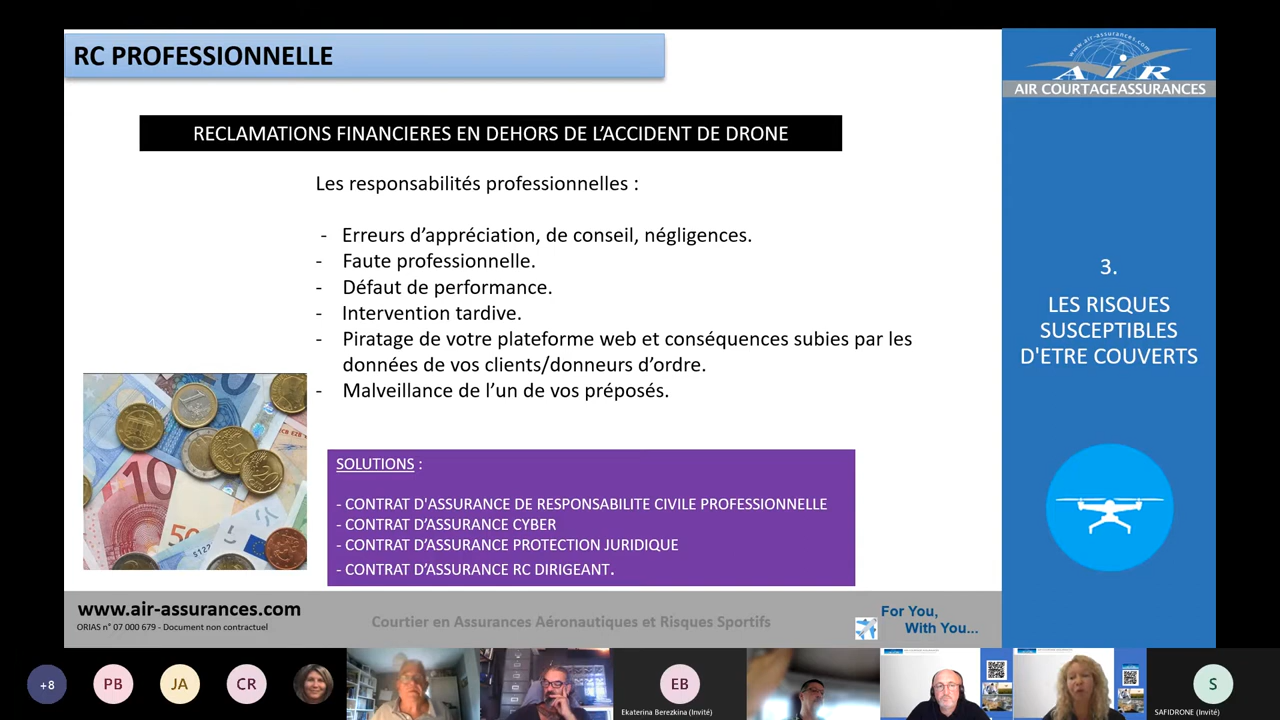 RC PROFESSIONNELLE
www.air-assurances.com
AIR
AIR COURTAGEASSURANCES
RECLAMATIONS FINANCIERES EN DEHORS DE L’ACCIDENT DE DRONE
Les responsabilités professionnelles :
- Erreurs d’appréciation, de conseil, négligences.
- Faute professionnelle.
- Défaut de performance.
- Intervention tardive.
- Piratage de votre plateforme web et conséquences subies par les
données de vos clients/donneurs d’ordre.
- Malveillance de l’un de vos préposés.
3.
LES RISQUES
SUSCEPTIBLES
D'ETRE COUVERTS
SOLUTIONS :
- CONTRAT D'ASSURANCE DE RESPONSABILITE CIVILE PROFESSIONNELLE
- CONTRAT D’ASSURANCE CYBER
- CONTRAT D’ASSURANCE PROTECTION JURIDIQUE
- CONTRAT D’ASSURANCE RC DIRIGEANT.
www.air-assurances.com
ORIAS n° 07 000 679 - Document non contractuel
Courtier en Assurances Aéronautiques et Risques Sportifs
For You,
With You...
+8
PB
JA
CR
EB
Ekaterina Berezkina (Invité)
S
SAFIDRONE (Invité)